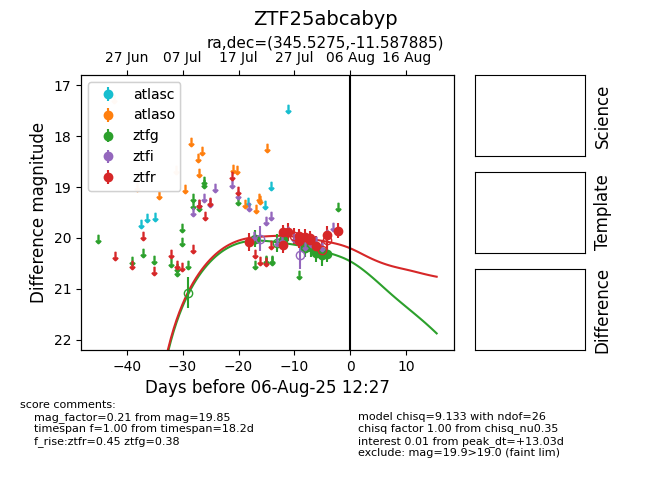 ZTF25abcabyp
ra,dec=(345.5275,-11.587885)
27 Jun 07 Jul 17 Jul 27 Jul 06 Aug 16 Aug
17
18
19
20
21
22
Difference magnitude
atlasc
atlaso
ztfg
ztfi
ztfr
−40 −30 −20 −10 0 10
Days before 06-Aug-25 12:27
Science
Template
Difference
score comments:
mag_factor=0.21 from mag=19.85
timespan f=1.00 from timespan=18.2d
f_rise:ztfr=0.45 ztfg=0.38
model chisq=9.133 with ndof=26
chisq factor 1.00 from chisq_nu0.35
interest 0.01 from peak_dt=+13.03d
exclude: mag=19.9>19.0 (faint lim)